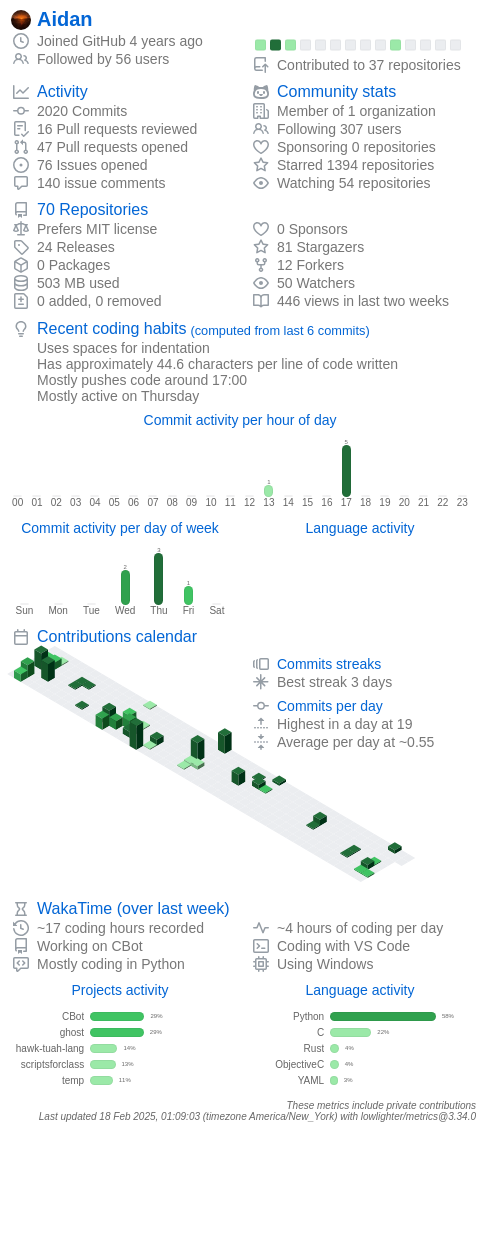 Aidan
Joined GitHub 4 years ago
Followed by 56 users
Contributed to 37 repositories
Activity
2020 Commits
16 Pull requests reviewed
47 Pull requests opened
76 Issues opened
140 issue comments
Community stats
Member of 1 organization
Following 307 users
Sponsoring 0 repositories
Starred 1394 repositories
Watching 54 repositories
70 Repositories
Prefers MIT license
24 Releases
0 Packages
503 MB used
0 added, 0 removed
0 Sponsors
81 Stargazers
12 Forkers
50 Watchers
446 views in last two weeks
Recent coding habits (computed from last 6 commits)
Uses spaces for indentation
Has approximately 44.6 characters per line of code written
Mostly pushes code around 17:00
Mostly active on Thursday
Commit activity per hour of day
1 5
00 01 02 03 04 05 06 07 08 09 10 11 12 13 14 15 16 17 18 19 20 21 22 23
Commit activity per day of week
2 3 1
Sun Mon Tue Wed Thu Fri Sat
Language activity
Contributions calendar
Commits streaks
Best streak 3 days
Commits per day
Highest in a day at 19
Average per day at ~0.55
WakaTime (over last week)
~17 coding hours recorded
Working on CBot
Mostly coding in Python
~4 hours of coding per day
Coding with VS Code
Using Windows
Projects activity
CBot 29%
ghost 29%
hawk-tuah-lang 14%
scriptsforclass 13%
temp 11%
Language activity
Python 58%
C 22%
Rust 4%
ObjectiveC 4%
YAML 3%
These metrics include private contributions
Last updated 18 Feb 2025, 01:09:03 (timezone America/New_York) with lowlighter/metrics@3.34.0